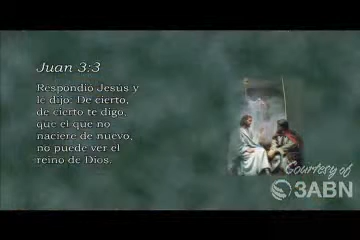 Juan 3:3
Respondió Jesús y
le dijo: De cierto,
de cierto te digo,
que el que no
naciere de nuevo,
no puede ver el
reino de Dios.
Courtesy of
3ABN